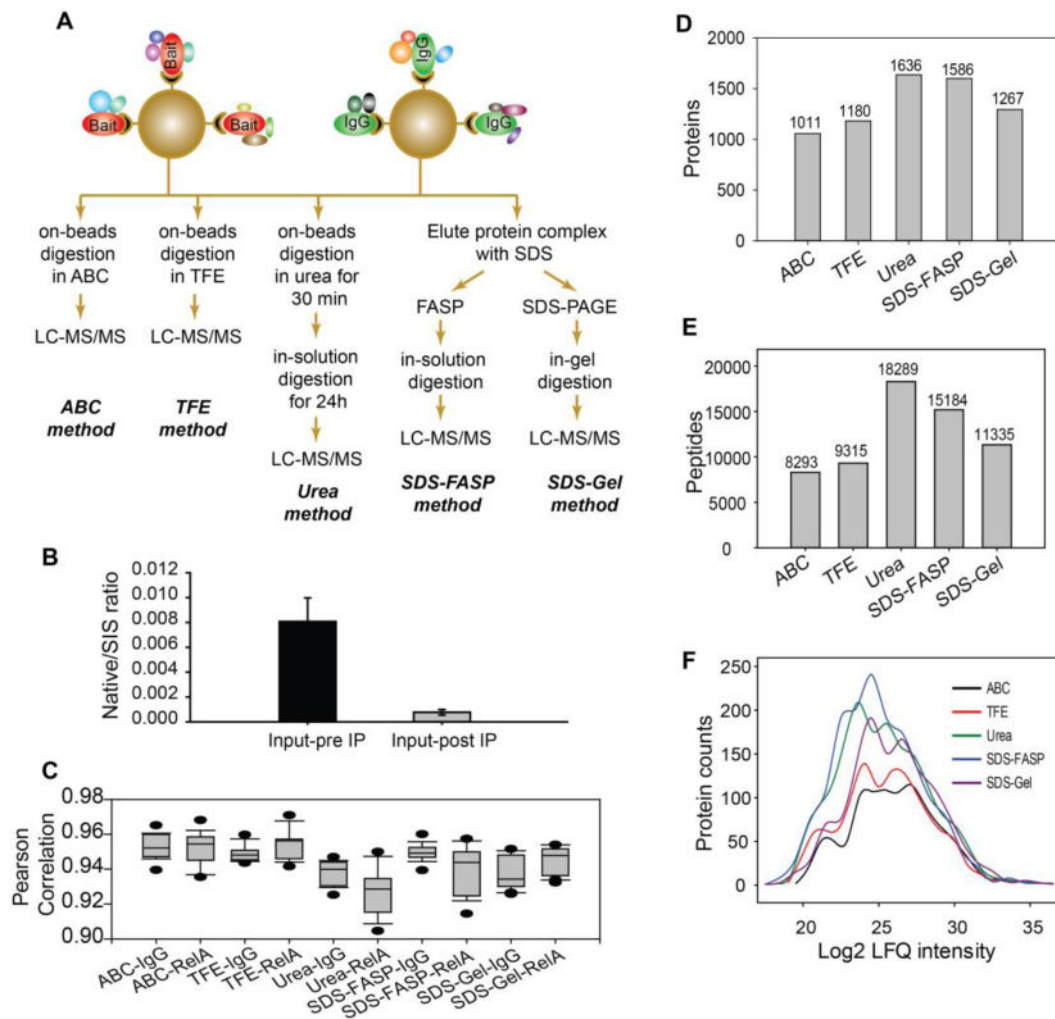 A
Bait
Bait
Bait
IgG
IgG
IgG
on-beads
digestion
in ABC
LC-MS/MS
ABC
method
on-beads
digestion
in TFE
LC-MS/MS
TFE
method
on-beads
digestion
in urea for
30 min
in-solution
digestion
for 24h
LC-MS/MS
Urea
method
Elute protein complex
with SDS
FASP
in-solution
digestion
LC-MS/MS
SDS-FASP
method
SDS-PAGE
in-gel
digestion
LC-MS/MS
SDS-Gel
method
B
Native/SIS ratio
0.012
0.010
0.008
0.006
0.004
0.002
0.000
Input-pre IP
Input-post IP
C
Pearson
Correlation
0.98
0.96
0.94
0.92
0.90
ABC-IgG
ABC-RelA
TFE-IgG
TFE-RelA
Urea-IgG
Urea-RelA
SDS-FASP-IgG
SDS-FASP-RelA
SDS-Gel-IgG
SDS-Gel-RelA
D
Proteins
2000
1500
1000
500
0
1011
1180
1636
1586
1267
ABC
TFE
Urea
SDS-FASP
SDS-Gel
E
Peptides
20000
15000
10000
5000
0
8293
9315
18289
15184
11335
ABC
TFE
Urea
SDS-FASP
SDS-Gel
F
Protein counts
250
200
150
100
50
0
ABC
TFE
Urea
SDS-FASP
SDS-Gel
20
25
30
35
Log2 LFQ intensity